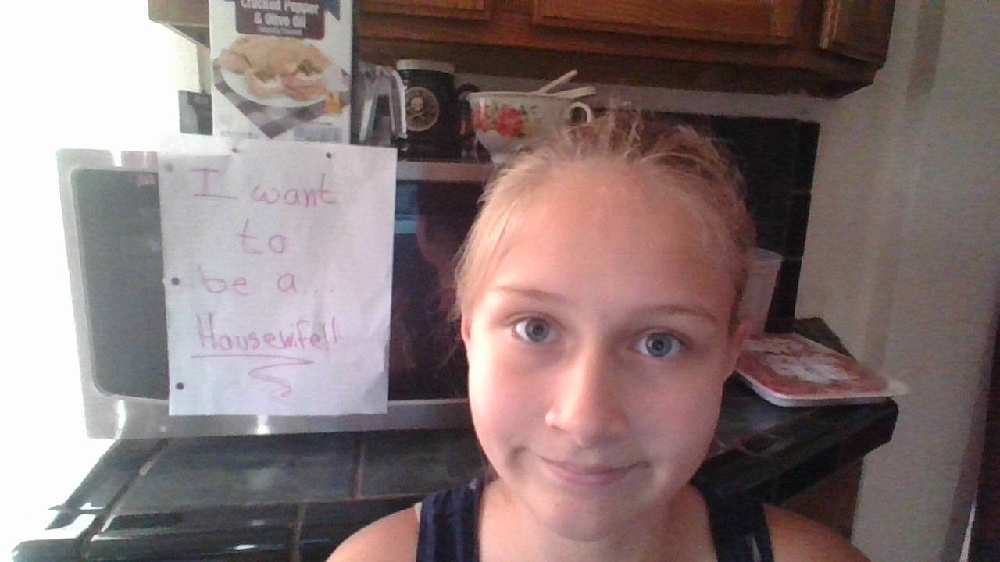 Cracked Pepper
& Olive Oil
I want
to
be a...
Housewife!!